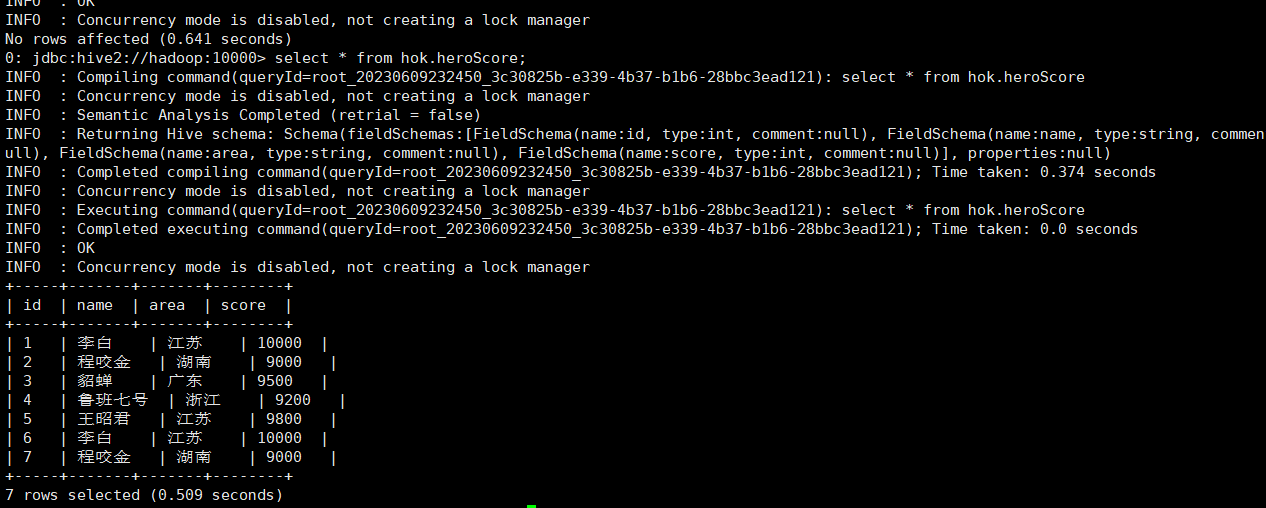 INFO  : OK
INFO  : Concurrency mode is disabled, not creating a lock manager
No rows affected (0.641 seconds)
0: jdbc:hive2://hadoop:10000> select * from hok.heroScore;
INFO  : Compiling command(queryId=root_20230609232450_3c30825b-e339-4b37-b1b6-28bbc3ead121): select * from hok.heroScore
INFO  : Concurrency mode is disabled, not creating a lock manager
INFO  : Semantic Analysis Completed (retrial = false)
INFO  : Returning Hive schema: Schema(fieldSchemas:[FieldSchema(name:id, type:int, comment:null), FieldSchema(name:name, type:string, commen
ull), FieldSchema(name:area, type:string, comment:null), FieldSchema(name:score, type:int, comment:null)], properties:null)
INFO  : Completed compiling command(queryId=root_20230609232450_3c30825b-e339-4b37-b1b6-28bbc3ead121); Time taken: 0.374 seconds
INFO  : Concurrency mode is disabled, not creating a lock manager
INFO  : Executing command(queryId=root_20230609232450_3c30825b-e339-4b37-b1b6-28bbc3ead121): select * from hok.heroScore
INFO  : Completed executing command(queryId=root_20230609232450_3c30825b-e339-4b37-b1b6-28bbc3ead121); Time taken: 0.0 seconds
INFO  : OK
INFO  : Concurrency mode is disabled, not creating a lock manager
+-----+-------+-------+--------+
| id  | name  | area  | score  |
+-----+-------+-------+--------+
| 1   | 李白    | 江苏    | 10000  |
| 2   | 程咬金   | 湖南    | 9000   |
| 3   | 貂蝉    | 广东    | 9500   |
| 4   | 鲁班七号  | 浙江    | 9200   |
| 5   | 王昭君   | 江苏    | 9800   |
| 6   | 李白    | 江苏    | 10000  |
| 7   | 程咬金   | 湖南    | 9000   |
+-----+-------+-------+--------+
7 rows selected (0.509 seconds)